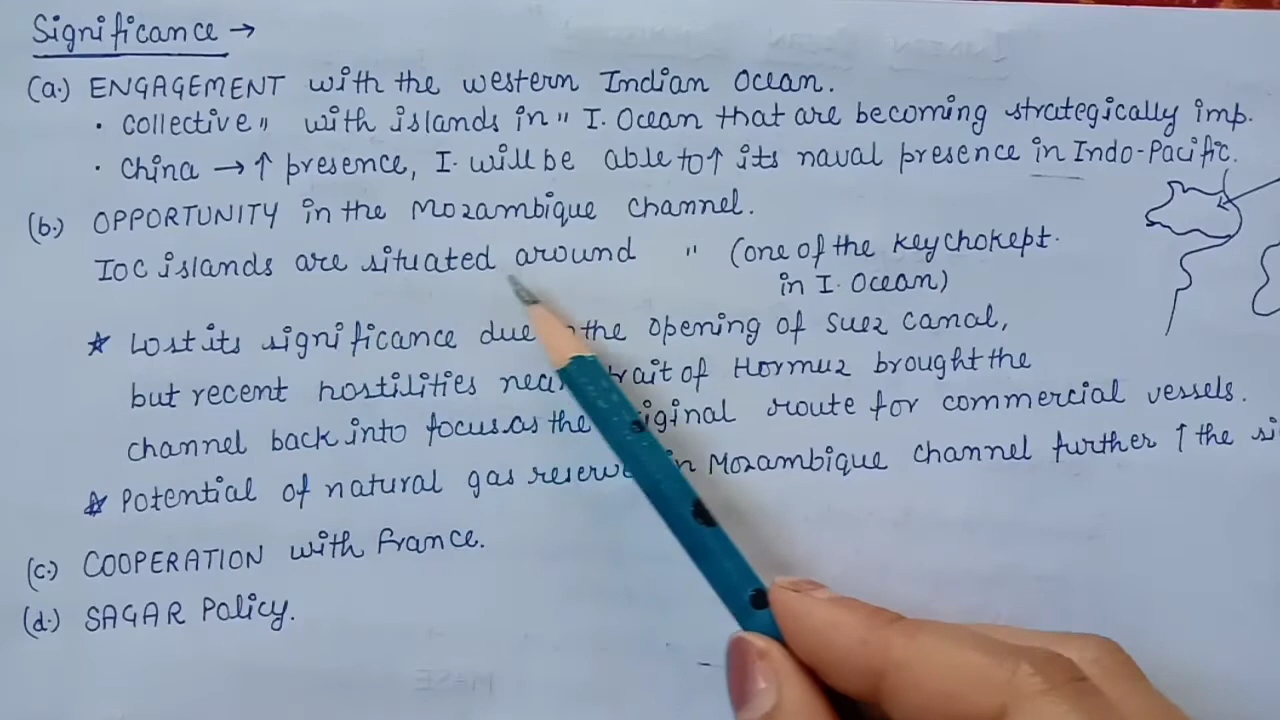 Significance →
(a.) ENGAGEMENT with the western Indian Ocean.
• Collective " with islands in " I. Ocean that are becoming strategically imp.
• China → ↑ presence, I. will be able to ↑ its naval presence in Indo-Pacific.
(b.) OPPORTUNITY in the Mozambique Channel.
IOC islands are situated around " (one of the key chokept.
in I. Ocean)
☆ Lost its significance due the opening of Suez Canal,
but recent hostilities of Hormuz brought the
channel back into focus as the route for commercial vessels.
☆ Potential of natural gas in Mozambique Channel further ↑ the
(c.) COOPERATION with France.
(d.) SAGAR Policy.